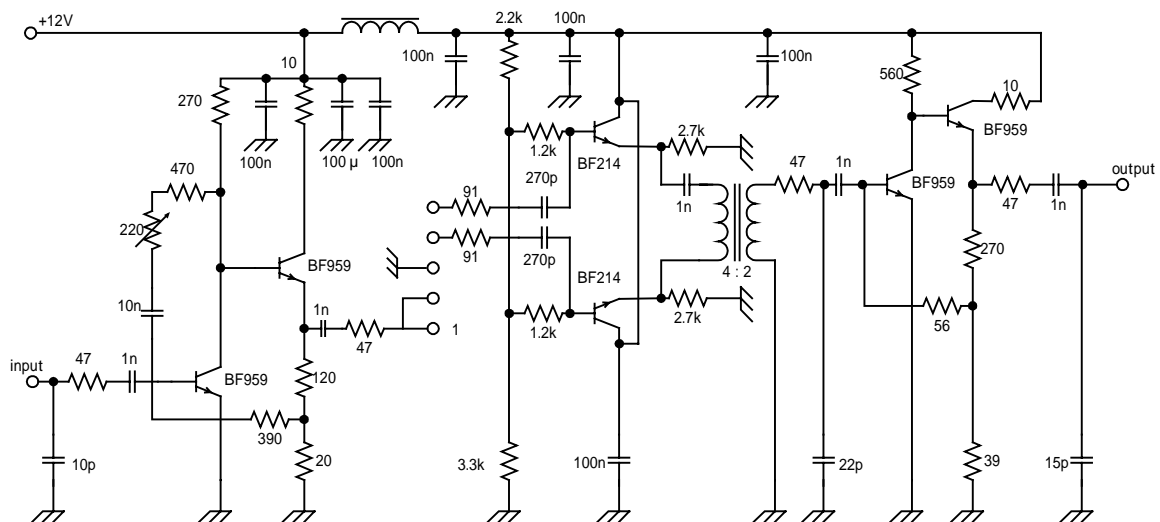 +12V
2.2k
100n
100n
100n
10
560
10
270
BF959
100n
100 µ
100n
1.2k
BF214
2.7k
470
270p
47
1n
BF959
output
91
1n
47
1n
220
91
270p
BF214
4 : 2
270
BF959
10n
1n
47
1
1.2k
2.7k
56
input
47
1n
BF959
120
390
20
10p
3.3k
100n
22p
39
15p